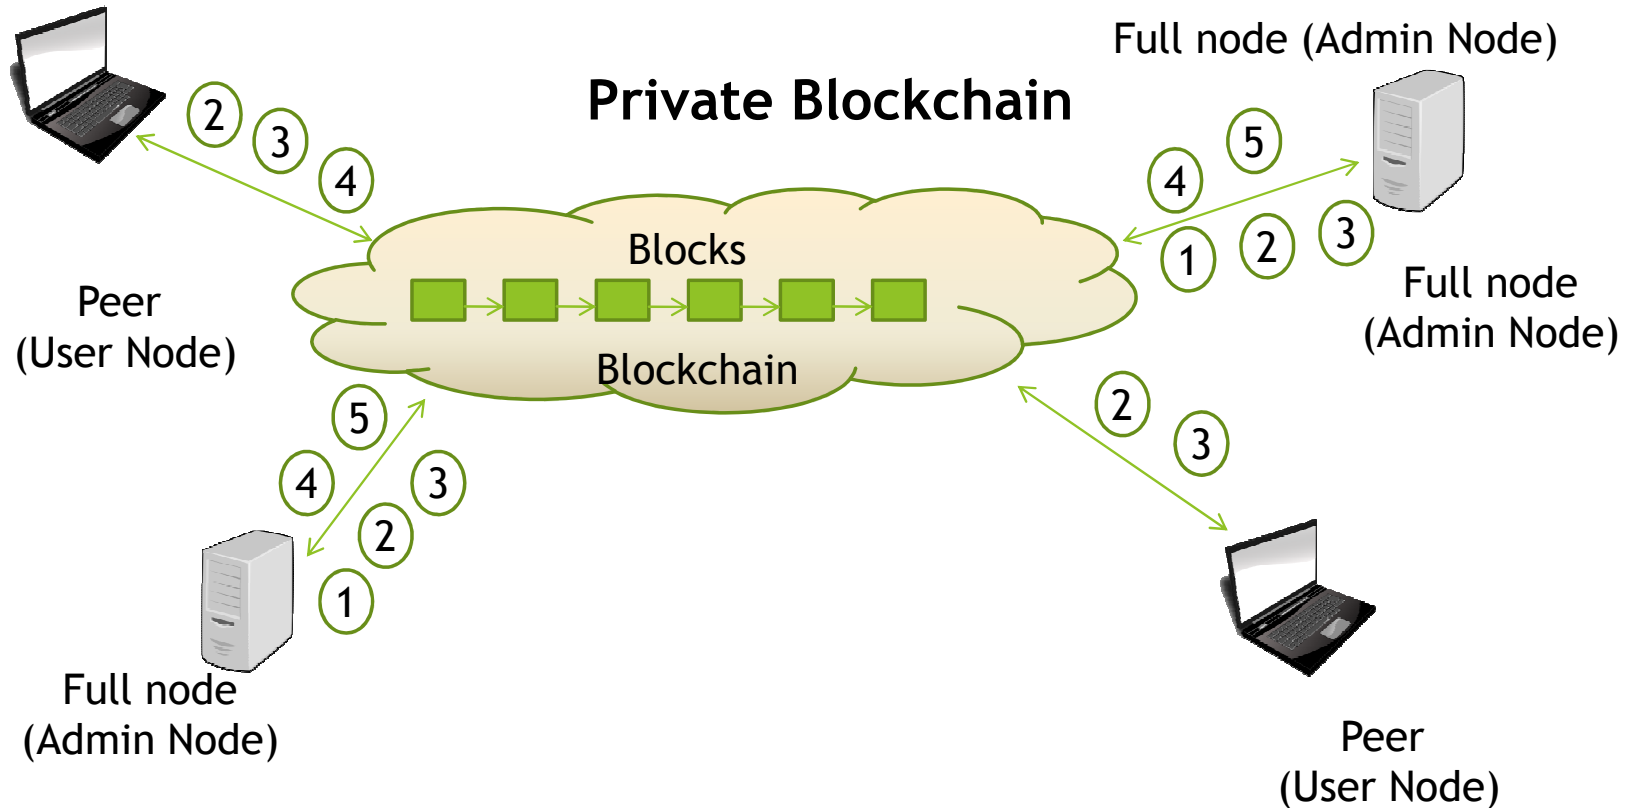 Full node (Admin Node)
Private Blockchain
2
3
4
5
4
1
2
3
Blocks
Peer
(User Node)
Full node
(Admin Node)
Blockchain
5
4
3
2
1
2
3
Full node
(Admin Node)
Peer
(User Node)